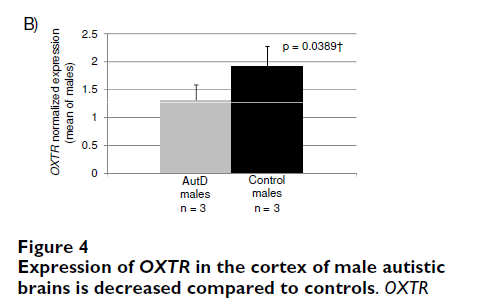 B)
OXTR normalized expression
(mean of males)
2.5
2
1.5
1
0.5
0
p = 0.0389†
AutD
males
n = 3
Control
males
n = 3
Figure 4
Expression of OXTR in the cortex of male autistic
brains is decreased compared to controls. OXTR